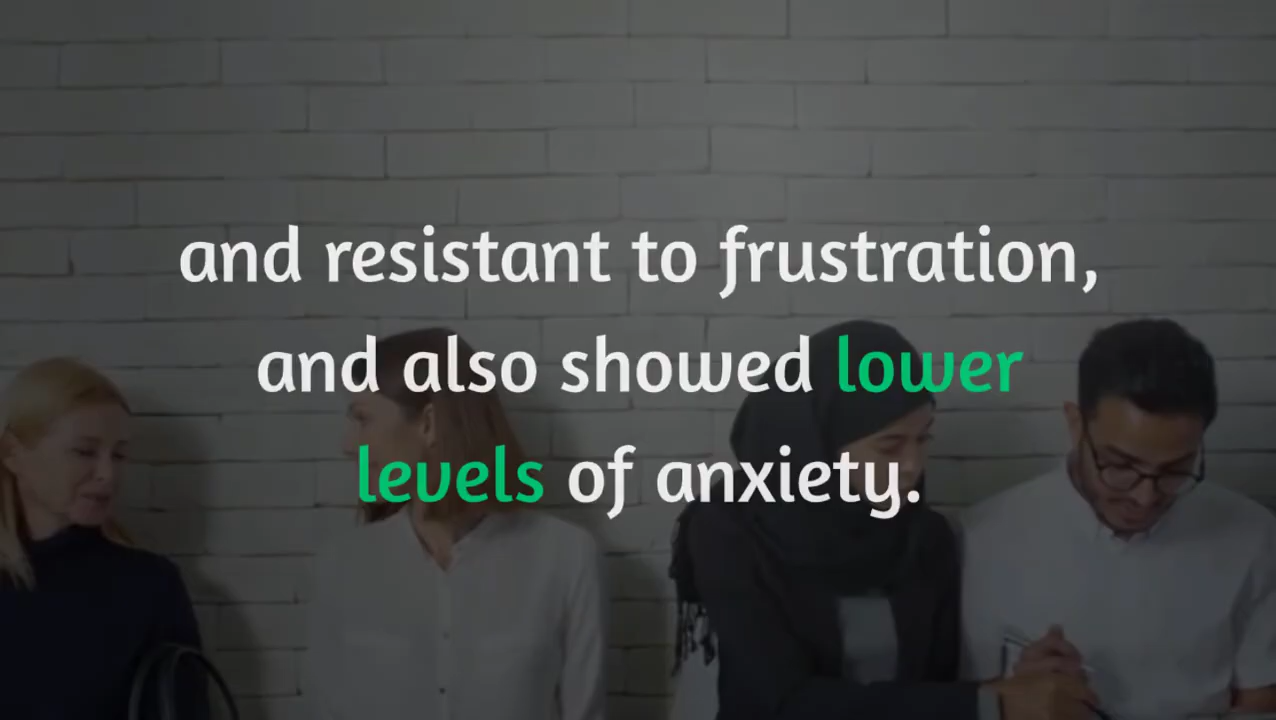 and resistant to frustration,
and also showed lower
levels of anxiety.